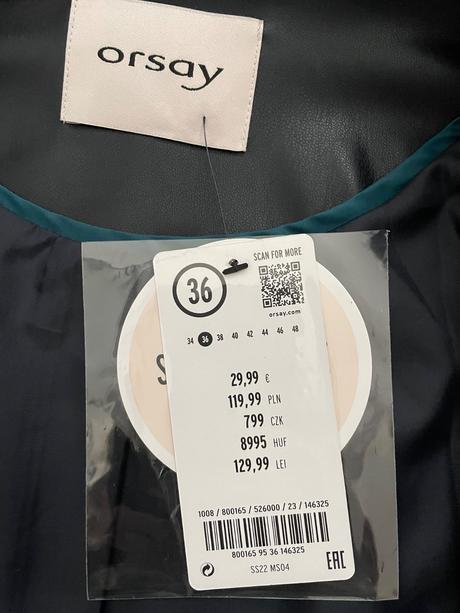 orsay
SCAN FOR MORE
36
orsay.com
34 36 38 40 42 44 46 48
S
29,99 €
119,99 PLN
799 CZK
8995 HUF
129,99 LEI
1008 / 800165 / 526000 / 23 / 146325
800165 95 36 146325
SS22 MS04
EAC